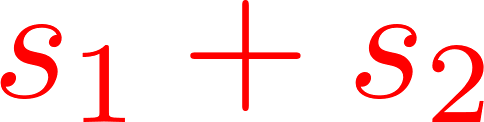 s₁ + s₂